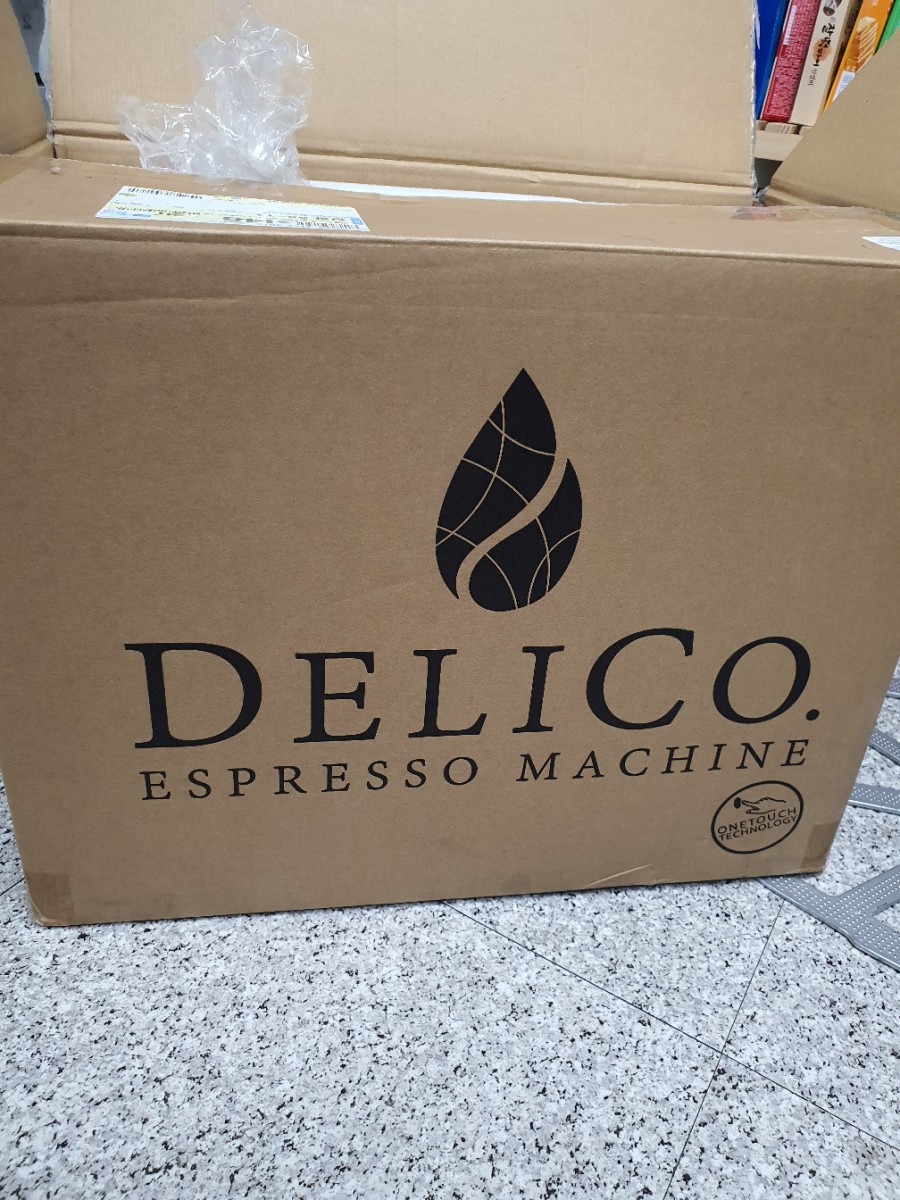 DELICO.
ESPRESSO MACHINE
ONETOUCH
TECHNOLOGY